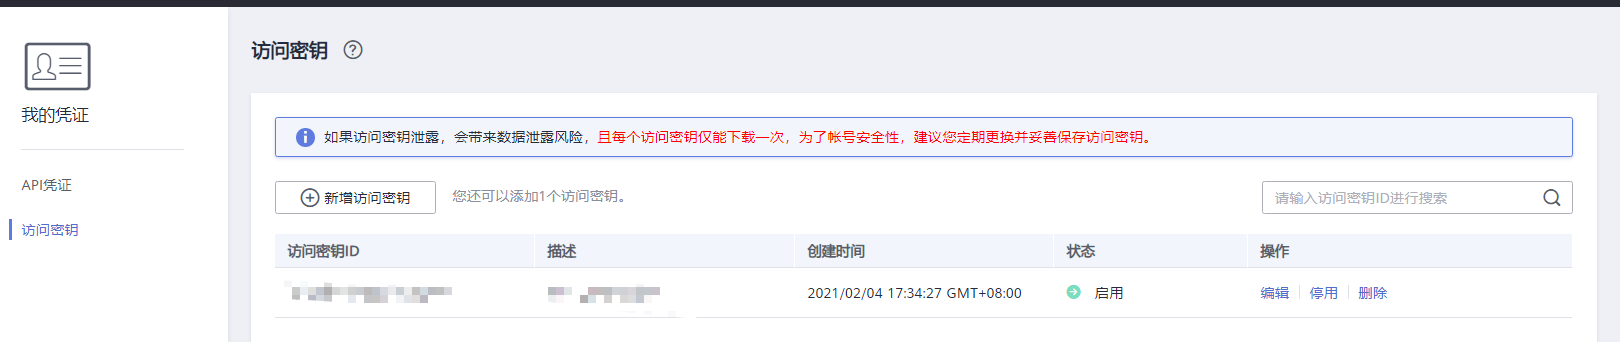 访问密钥
我的凭证
如果访问密钥泄露，会带来数据泄露风险，且每个访问密钥仅能下载一次，为了帐号安全性，建议您定期更换并妥善保存访问密钥。
API凭证
新增访问密钥 您还可以添加1个访问密钥。 请输入访问密钥ID进行搜索
访问密钥
访问密钥ID 描述 创建时间 状态 操作
2021/02/04 17:34:27 GMT+08:00 启用 编辑 停用 删除